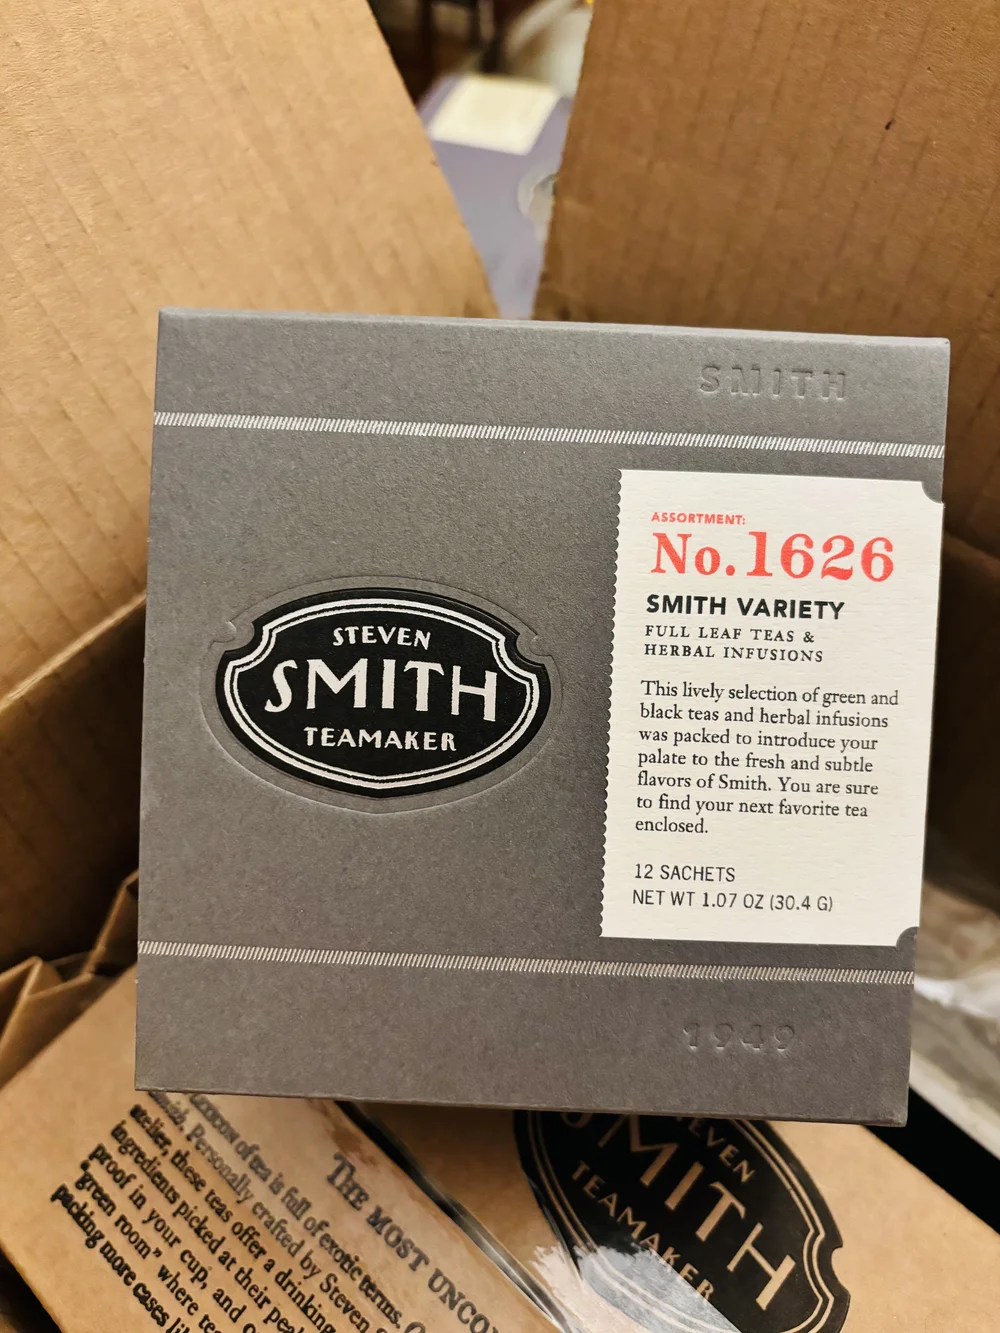 SMITH
ASSORTMENT:
No. 1626
SMITH VARIETY
FULL LEAF TEAS &
HERBAL INFUSIONS
This lively selection of green and
black teas and herbal infusions
was packed to introduce your
palate to the fresh and subtle
flavors of Smith. You are sure
to find your next favorite tea
enclosed.
12 SACHETS
NET WT 1.07 OZ (30.4 G)
STEVEN
SMITH
TEAMAKER
1949
THE MOST
of tea is full of exotic terms.
Personally crafted by Steven
atelier, these teas offer a drinking
ingredients picked at their
proof in your cup, and
"green room" where
packing more cases
SMITH
TEAMAKER